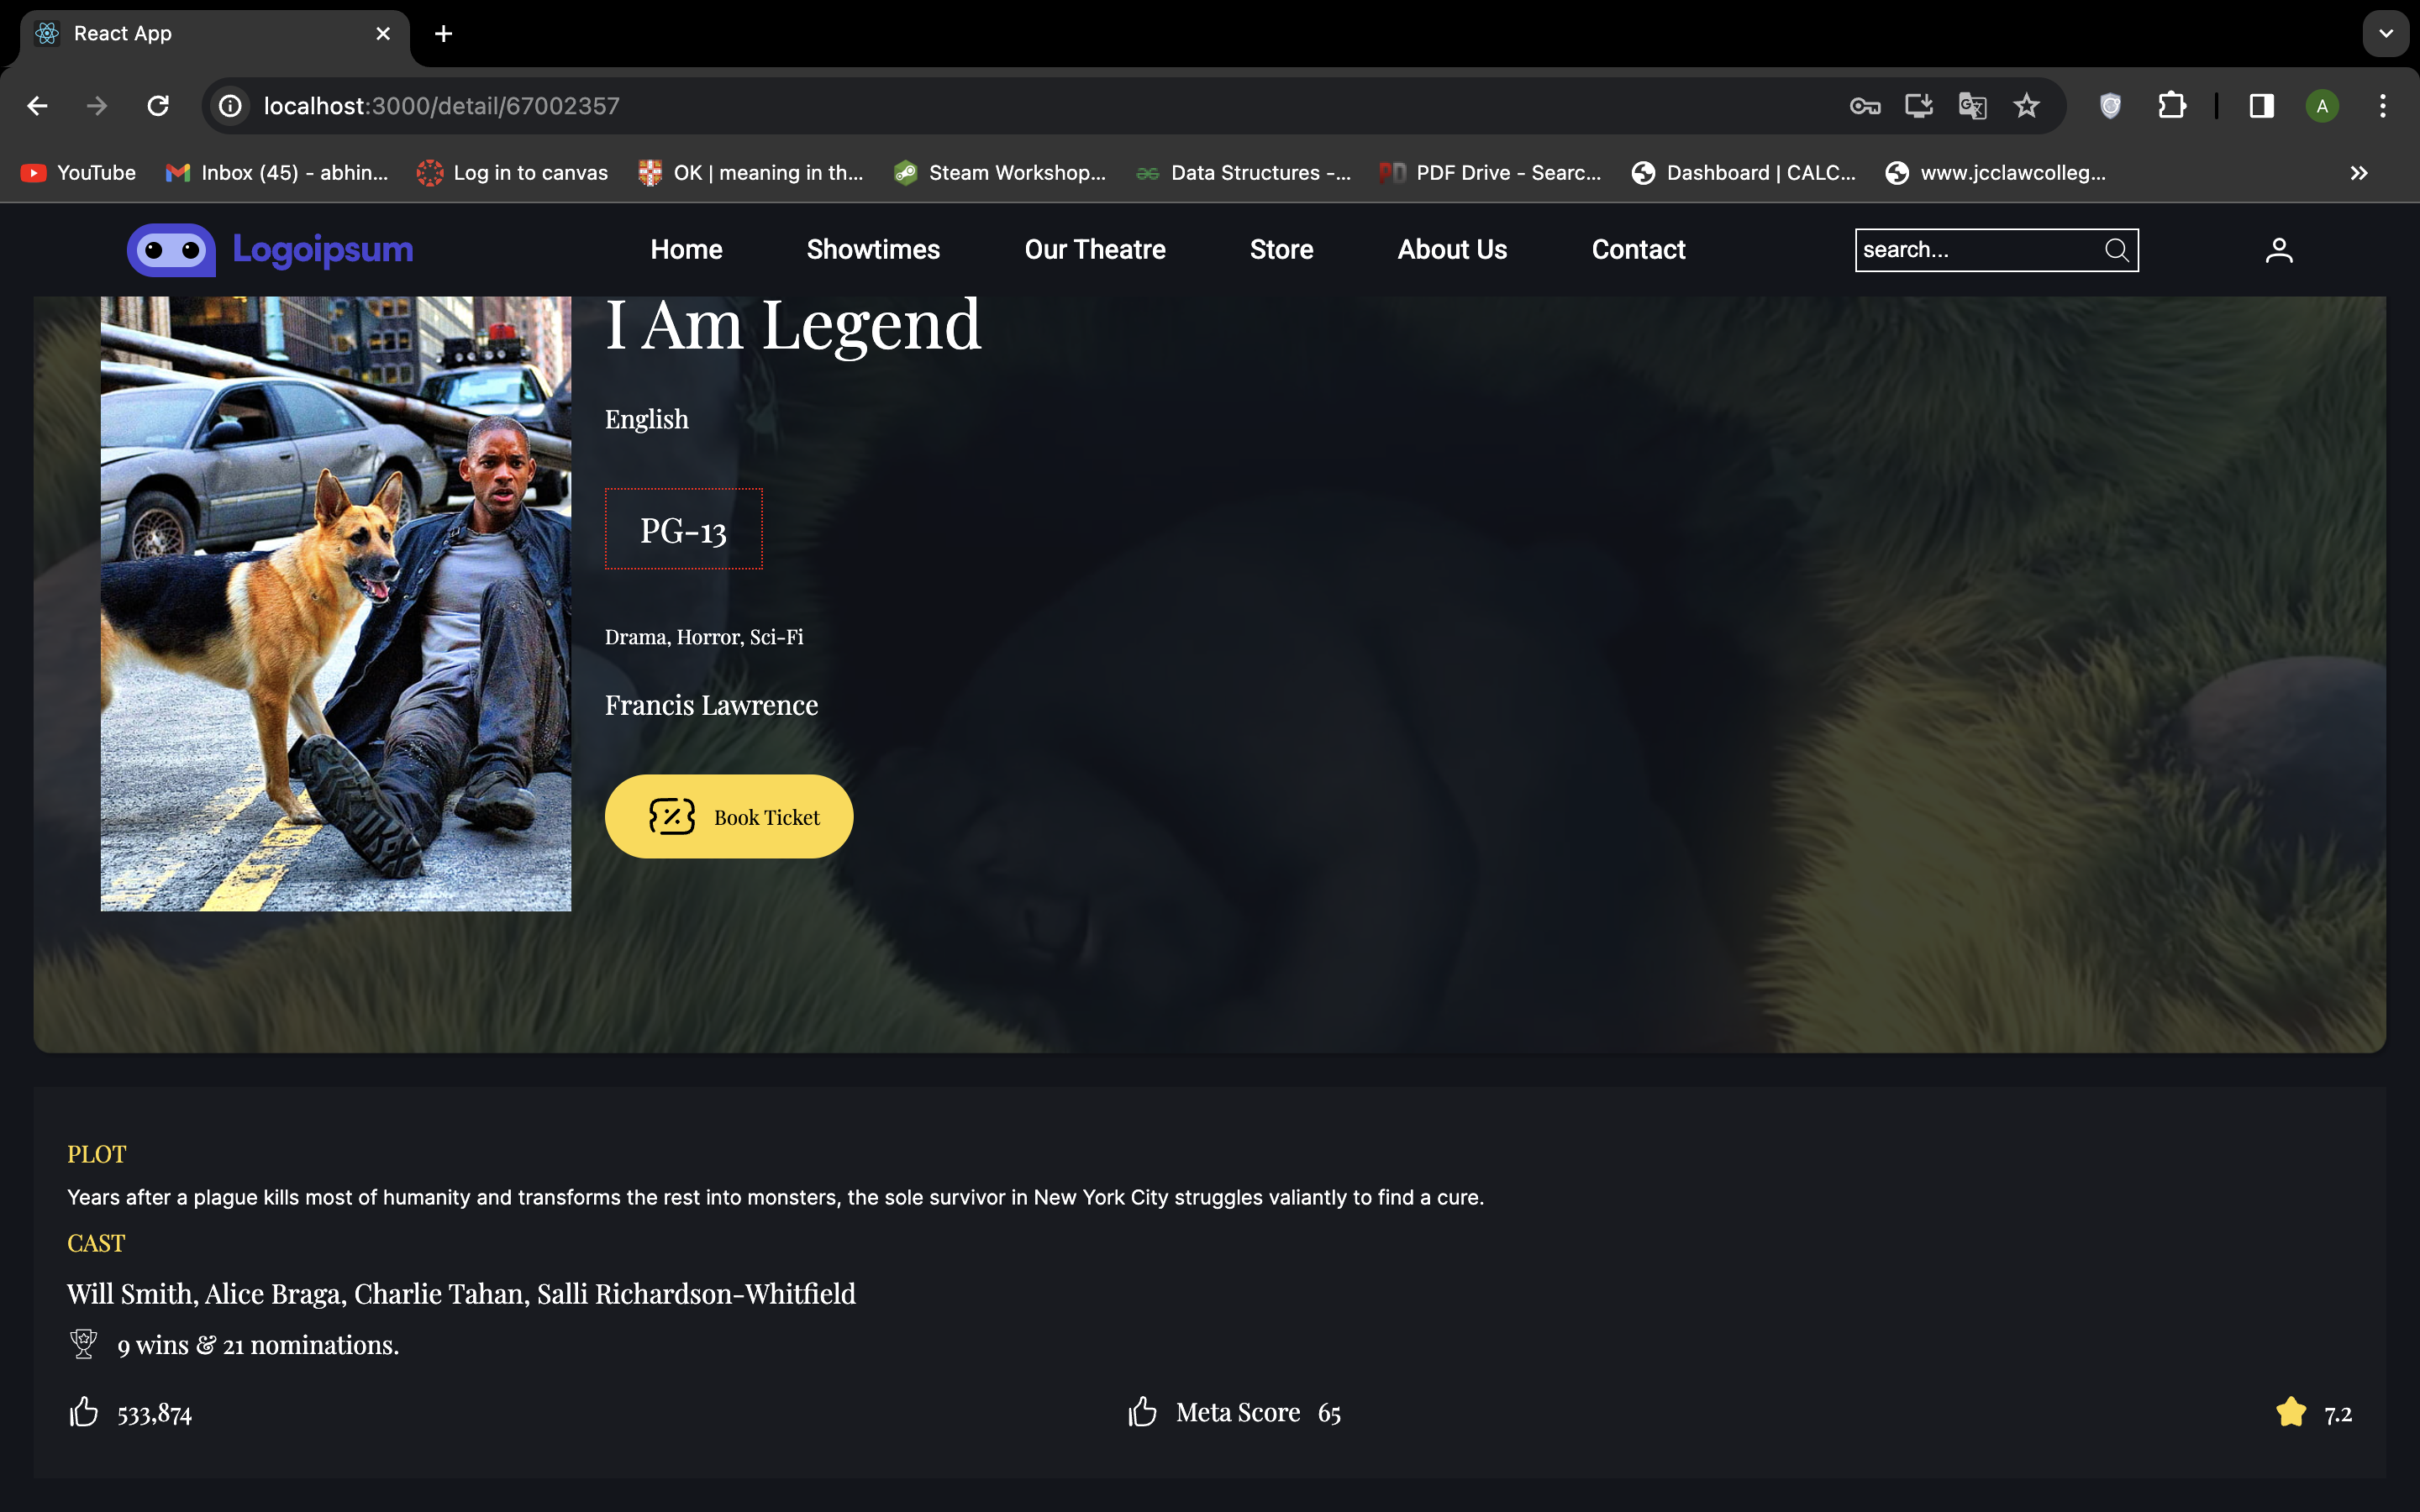 React App
localhost:3000/detail/67002357
A
YouTube
Inbox (45) - abhin...
Log in to canvas
OK | meaning in th...
Steam Workshop...
Data Structures -...
PD PDF Drive - Searc...
Dashboard | CALC...
www.jcclawcolleg...
Logoipsum
Home
Showtimes
Our Theatre
Store
About Us
Contact
search...
I Am Legend
English
PG-13
Drama, Horror, Sci-Fi
Francis Lawrence
Book Ticket
PLOT
Years after a plague kills most of humanity and transforms the rest into monsters, the sole survivor in New York City struggles valiantly to find a cure.
CAST
Will Smith, Alice Braga, Charlie Tahan, Salli Richardson-Whitfield
9 wins & 21 nominations.
533,874
Meta Score 65
7.2